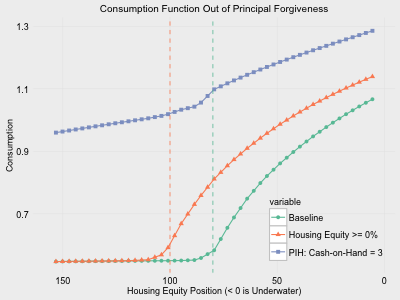 Consumption Function Out of Principal Forgiveness
1.3
1.1
0.9
0.7
Consumption
variable
Baseline
Housing Equity >= 0%
PIH: Cash-on-Hand = 3
150
100
50
0
Housing Equity (< 0 is Underwater)